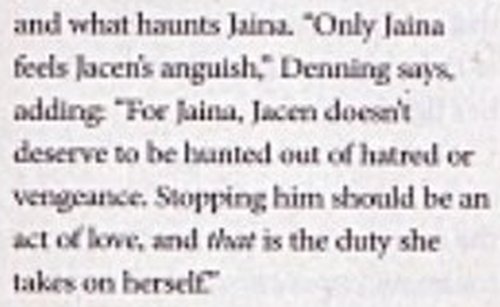 and what haunts Jaina. "Only Jaina
feels Jacen's anguish," Denning says,
adding: "For Jaina, Jacen doesn't
deserve to be hunted out of hatred or
vengeance. Stopping him should be an
act of love, and that is the duty she
takes on herself."